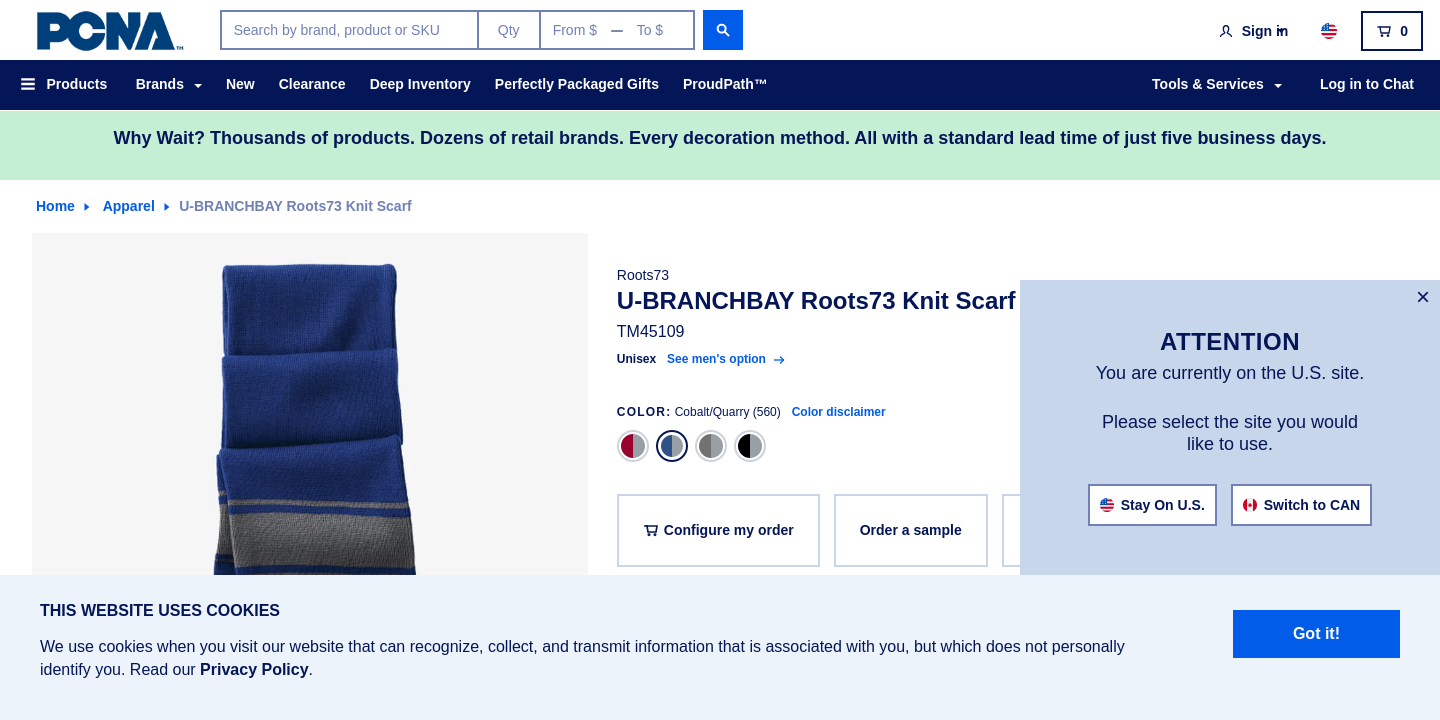 PCNA™
Search by brand, product or SKU
Qty
From $ — To $
Sign in
0
Products
Brands
New
Clearance
Deep Inventory
Perfectly Packaged Gifts
ProudPath™
Tools & Services
Log in to Chat
Why Wait? Thousands of products. Dozens of retail brands. Every decoration method. All with a standard lead time of just five business days.
Home
Apparel
U-BRANCHBAY Roots73 Knit Scarf
Roots73
U-BRANCHBAY Roots73 Knit Scarf
TM45109
Unisex See men's option
COLOR: Cobalt/Quarry (560) Color disclaimer
Configure my order
Order a sample
ATTENTION
You are currently on the U.S. site.
Please select the site you would
like to use.
Stay On U.S.
Switch to CAN
THIS WEBSITE USES COOKIES
We use cookies when you visit our website that can recognize, collect, and transmit information that is associated with you, but which does not personally
identify you. Read our Privacy Policy.
Got it!